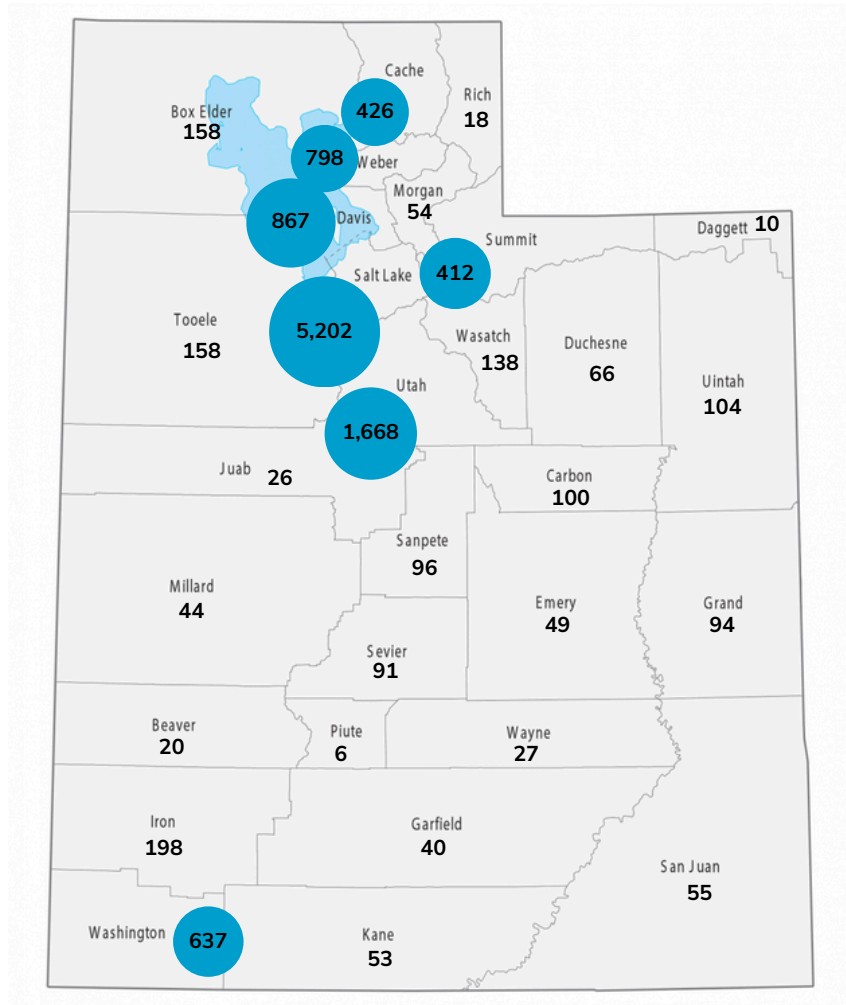 Cache
426
Rich
18
Box Elder
158
798
Weber
Morgan
54
867
Davis
Summit
Daggett 10
Salt Lake
412
Tooele
158
5,202
Wasatch
138
Duchesne
66
Uintah
104
Utah
1,668
Juab 26
Carbon
100
Sanpete
96
Millard
44
Emery
49
Grand
94
Sevier
91
Beaver
20
Piute
6
Wayne
27
Iron
198
Garfield
40
San Juan
55
Washington 637
Kane
53